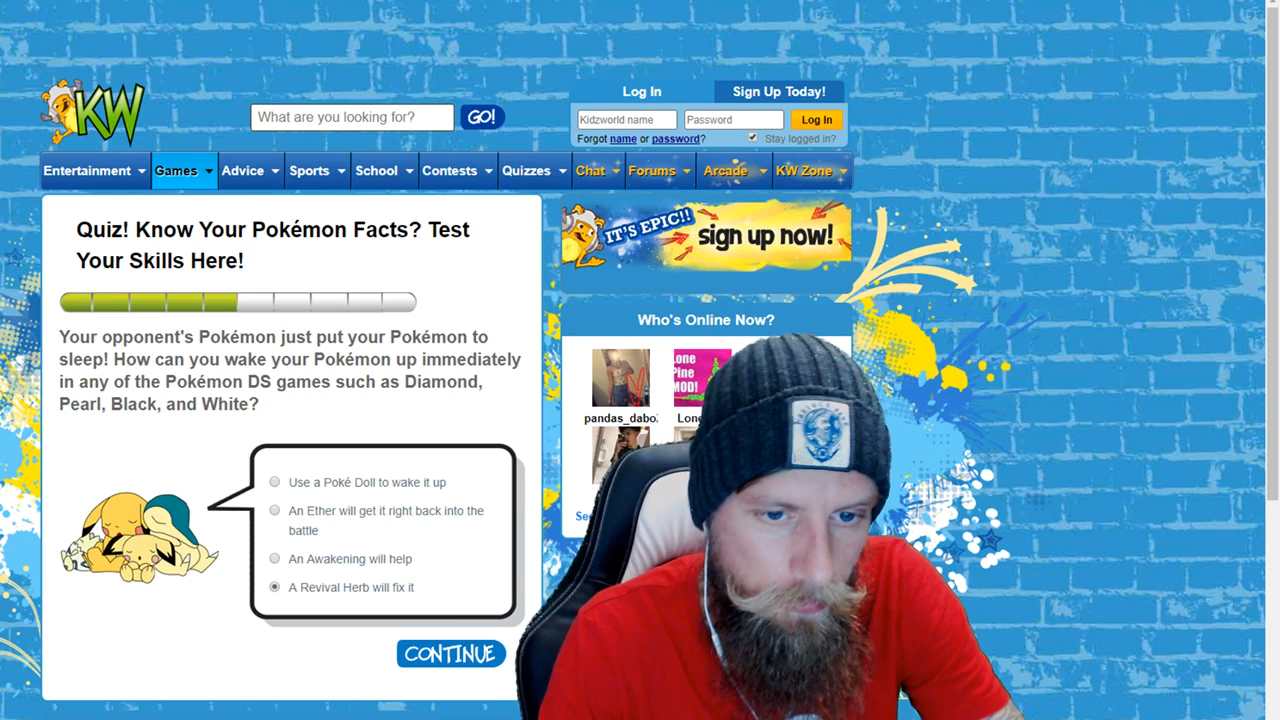 KW
What are you looking for?
GO!
Log In
Sign Up Today!
Kidzworld name
Password
Log In
Forgot name or password?
Stay logged in?
Entertainment Games Advice Sports School Contests Quizzes Chat Forums Arcade KW Zone
Quiz! Know Your Pokémon Facts? Test
Your Skills Here!
Your opponent's Pokémon just put your Pokémon to
sleep! How can you wake your Pokémon up immediately
in any of the Pokémon DS games such as Diamond,
Pearl, Black, and White?
Use a Poké Doll to wake it up
An Ether will get it right back into the
battle
An Awakening will help
A Revival Herb will fix it
CONTINUE
IT'S EPIC!!
sign up now!
Who's Online Now?
Lone
Pine
MOD!
pandas_dabo
Lon
Se